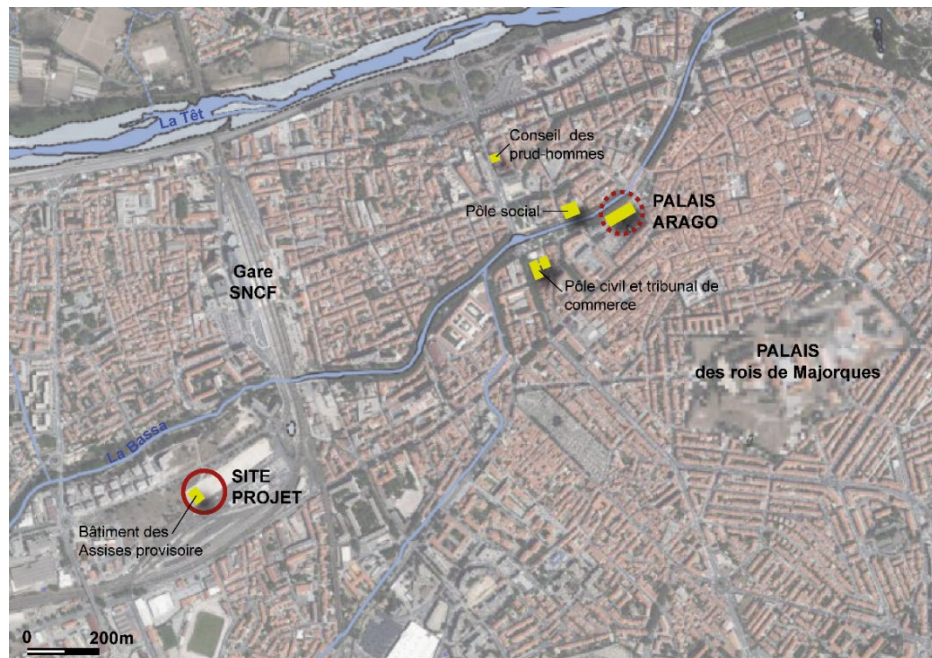 La Têt
Conseil des
prud-hommes
Pôle social
PALAIS
ARAGO
Gare
SNCF
Pôle civil et tribunal de
commerce
PALAIS
des rois de Majorques
La Bassa
SITE
PROJET
Bâtiment des
Assises provisoire
0 200m